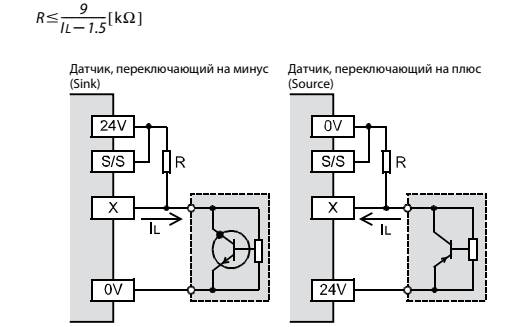 R ≤ 9 / (IL − 1.5) [kΩ]
Датчик, переключающий на минус
(Sink)
24V
S/S
R
X
IL
0V
Датчик, переключающий на плюс
(Source)
0V
S/S
R
X
IL
24V